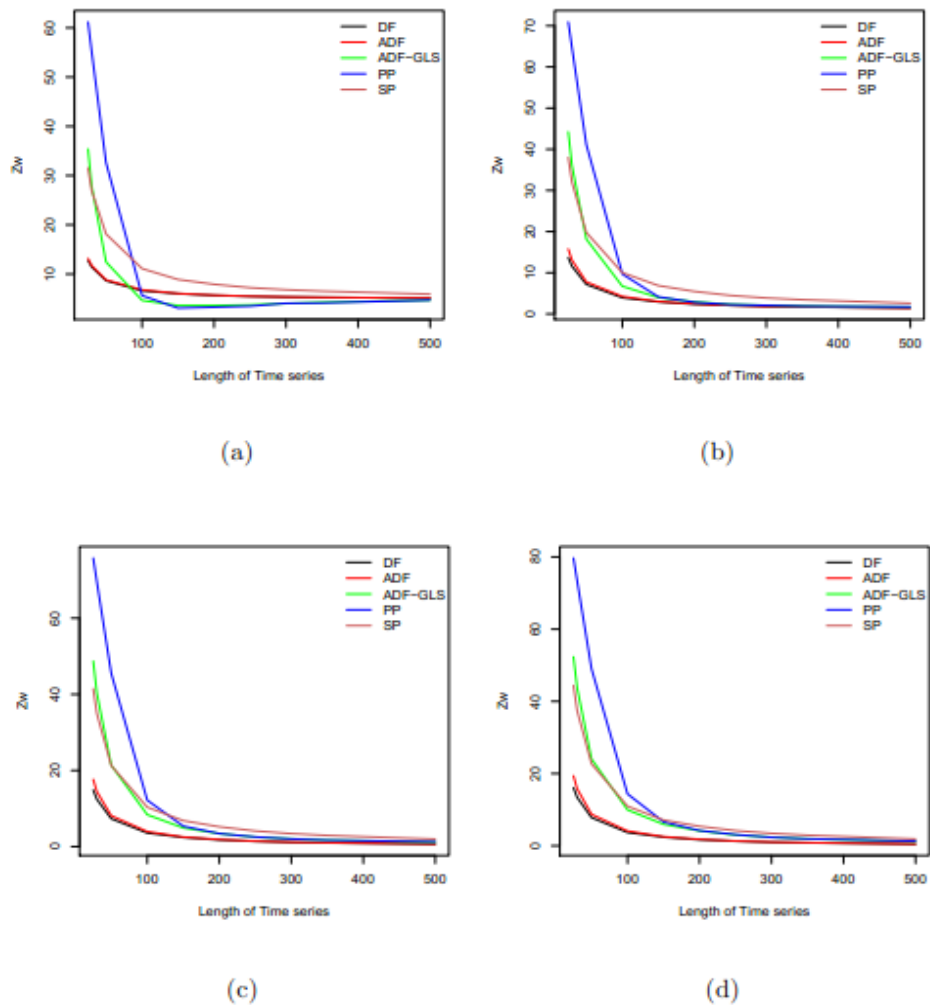 DF
ADF
ADF-GLS
PP
SP
Zw
10
20
30
40
50
60
100
200
300
400
500
Length of Time series
(a)
DF
ADF
ADF-GLS
PP
SP
Zw
0
10
20
30
40
50
60
70
100
200
300
400
500
Length of Time series
(b)
DF
ADF
ADF-GLS
PP
SP
Zw
0
20
40
60
100
200
300
400
500
Length of Time series
(c)
DF
ADF
ADF-GLS
PP
SP
Zw
0
20
40
60
80
100
200
300
400
500
Length of Time series
(d)